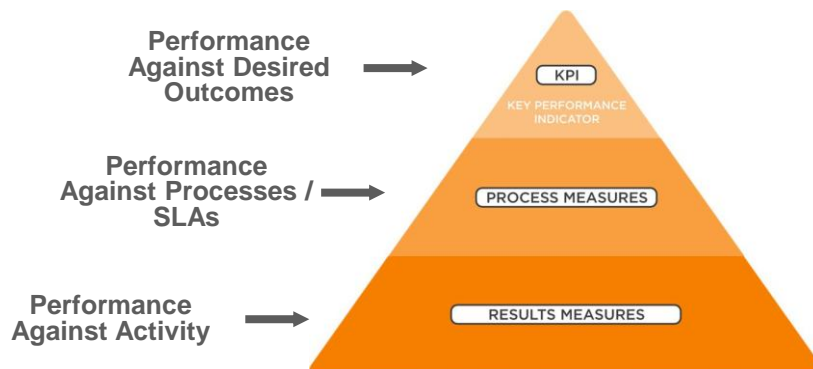 Performance
Against Desired
Outcomes
KPI
KEY PERFORMANCE
INDICATOR
Performance
Against Processes /
SLAs
PROCESS MEASURES
Performance
Against Activity
RESULTS MEASURES